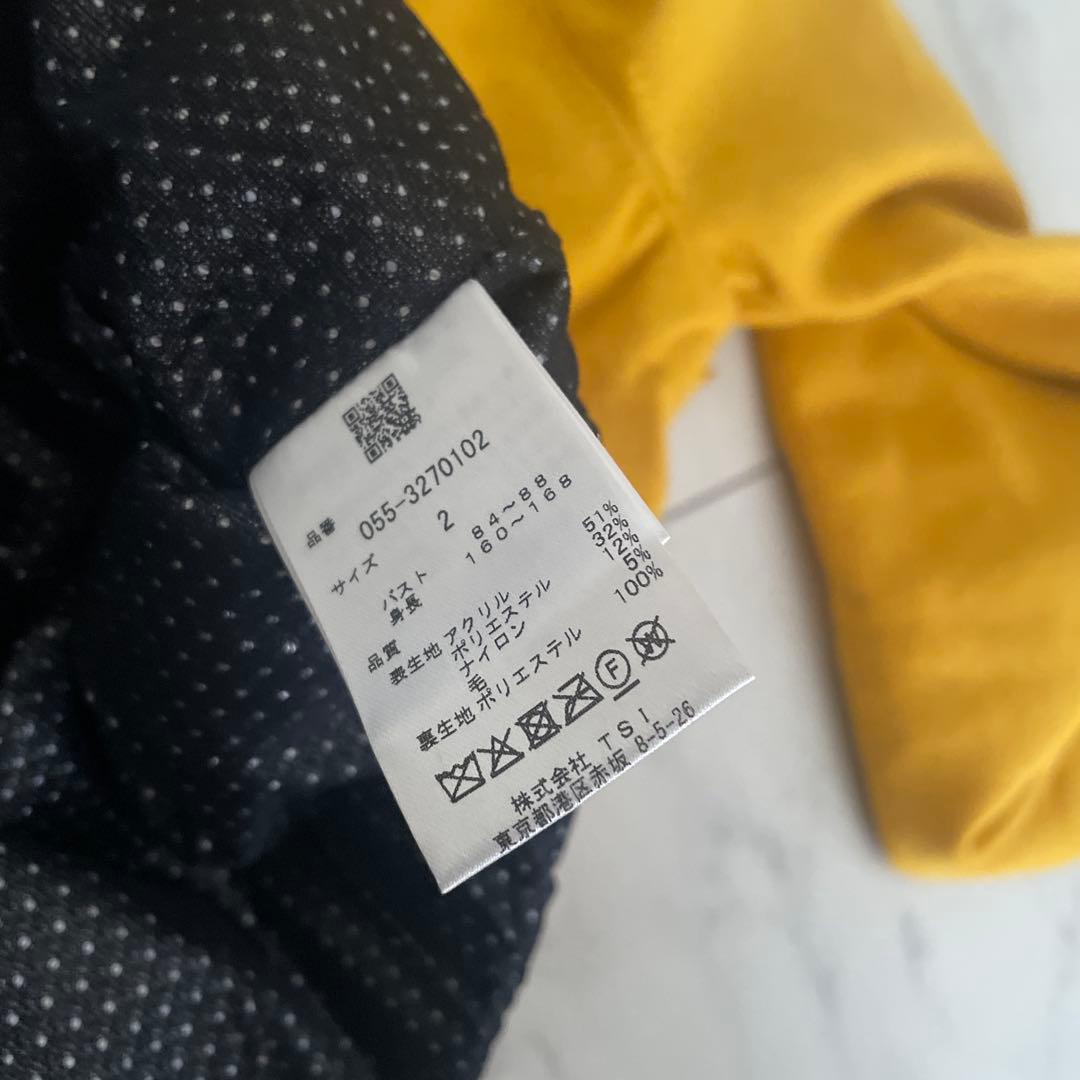 品番 055-3270102
サイズ 2
バスト 84～88
身長 160～168
品質
表生地 アクリル 51%
ポリエステル 32%
ナイロン 12%
毛 5%
裏生地 ポリエステル 100%
F W
株式会社 TSI
東京都港区赤坂 8-5-26